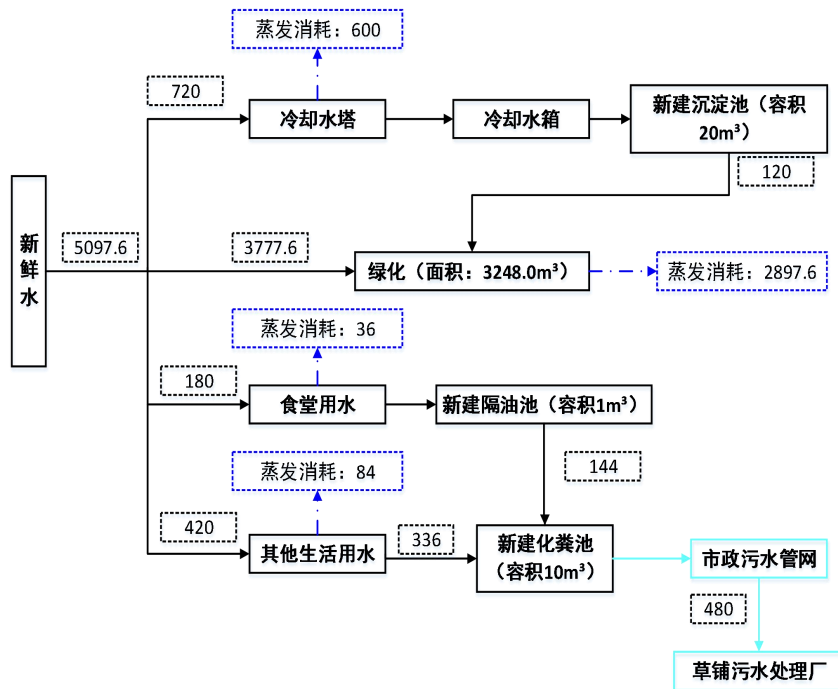 蒸发消耗：600
720
冷却水塔
冷却水箱
新建沉淀池（容积
20m³）
120
新鲜水
5097.6
3777.6
绿化（面积：3248.0m³）
蒸发消耗：2897.6
蒸发消耗：36
180
食堂用水
新建隔油池（容积1m³）
144
蒸发消耗：84
420
其他生活用水
336
新建化粪池
（容积10m³）
市政污水管网
480
草铺污水处理厂